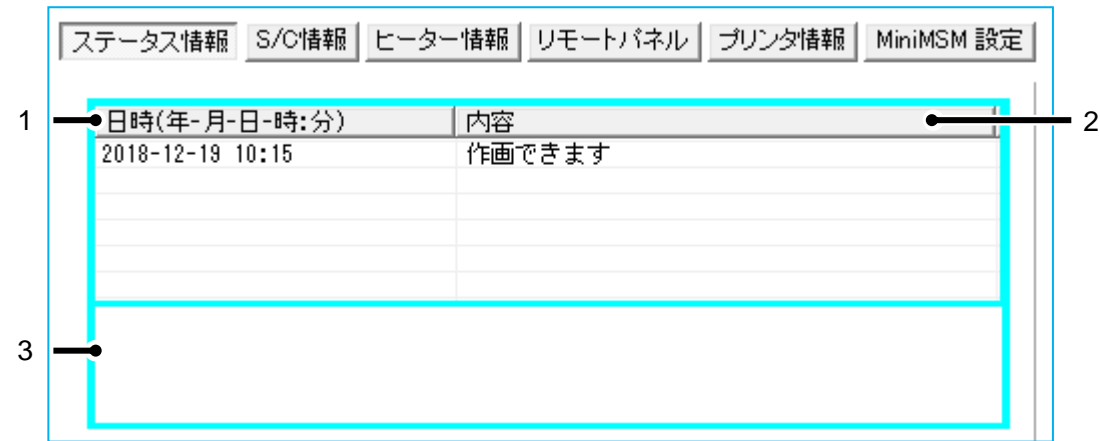 ステータス情報 S/C情報 ヒーター情報 リモートパネル プリンタ情報 MiniMSM 設定
1 日時(年-月-日-時:分) 内容 2
2018-12-19 10:15 作画できます
3